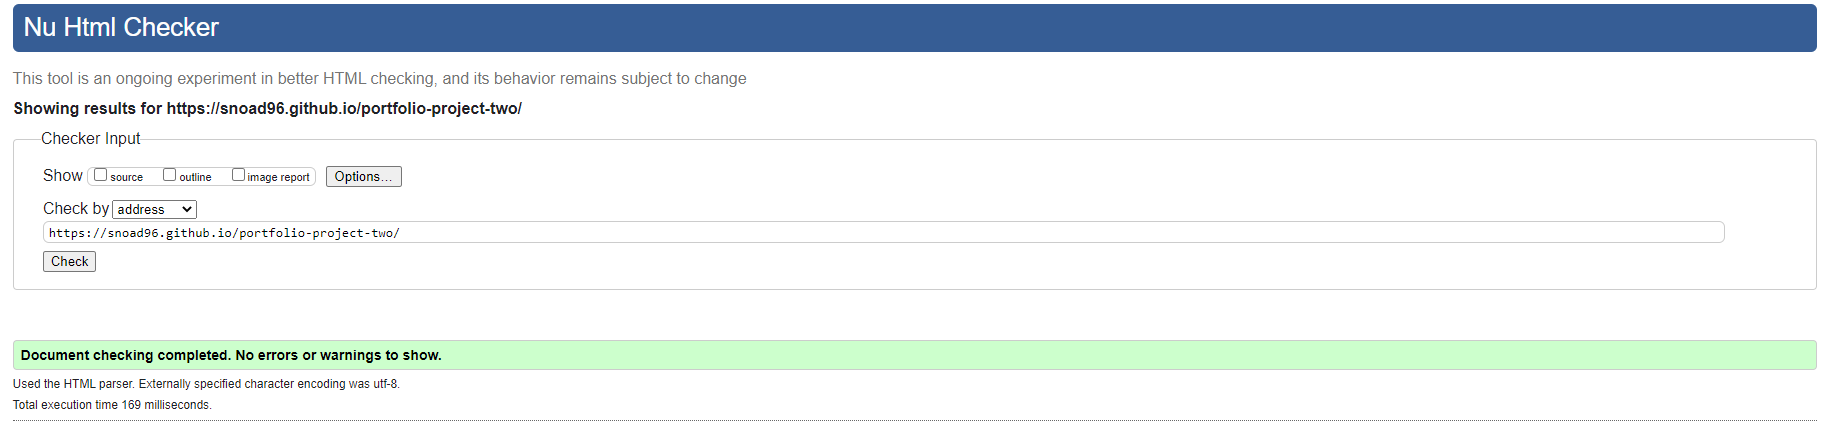 Nu Html Checker
This tool is an ongoing experiment in better HTML checking, and its behavior remains subject to change
Showing results for https://snoad96.github.io/portfolio-project-two/
Checker Input
Show source outline image report Options...
Check by address
https://snoad96.github.io/portfolio-project-two/
Check
Document checking completed. No errors or warnings to show.
Used the HTML parser. Externally specified character encoding was utf-8.
Total execution time 169 milliseconds.